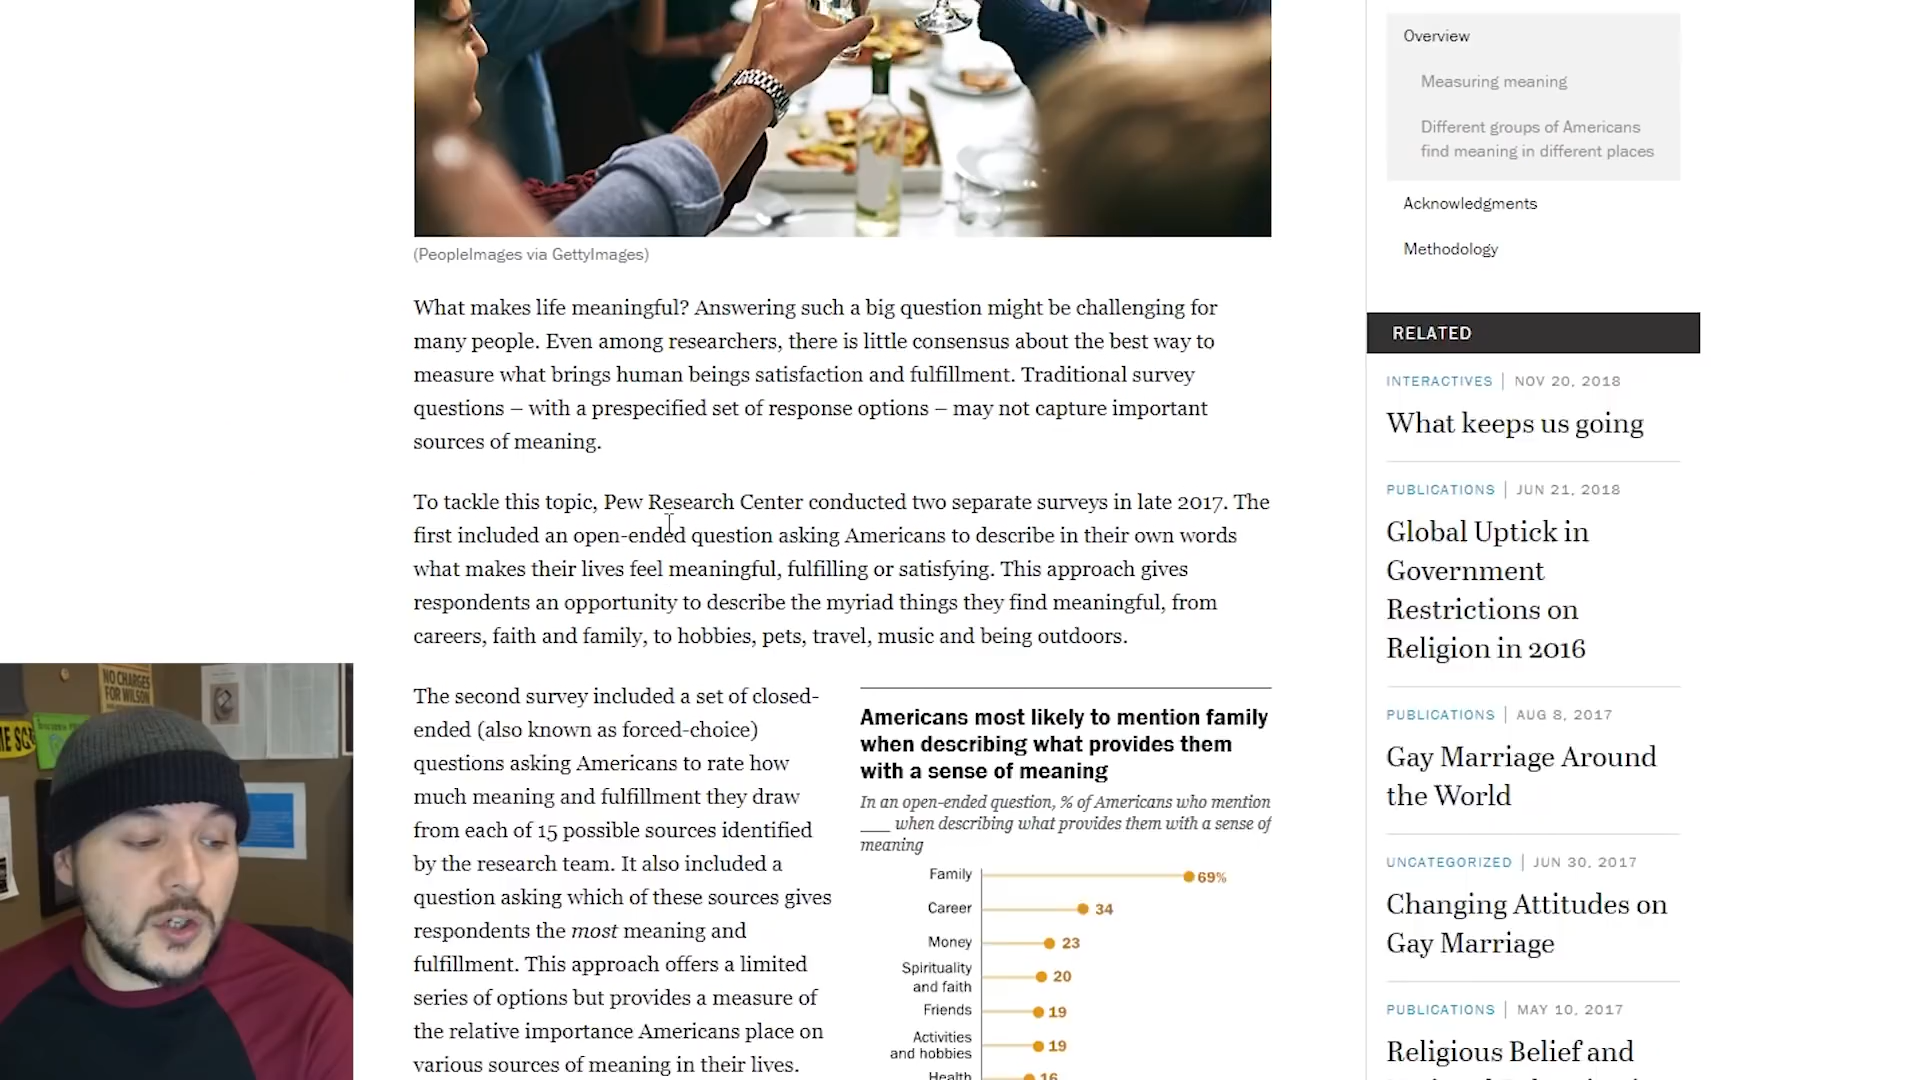 (PeopleImages via GettyImages)
What makes life meaningful? Answering such a big question might be challenging for
many people. Even among researchers, there is little consensus about the best way to
measure what brings human beings satisfaction and fulfillment. Traditional survey
questions – with a prespecified set of response options – may not capture important
sources of meaning.
To tackle this topic, Pew Research Center conducted two separate surveys in late 2017. The
first included an open-ended question asking Americans to describe in their own words
what makes their lives feel meaningful, fulfilling or satisfying. This approach gives
respondents an opportunity to describe the myriad things they find meaningful, from
careers, faith and family, to hobbies, pets, travel, music and being outdoors.
The second survey included a set of closed-
ended (also known as forced-choice)
questions asking Americans to rate how
much meaning and fulfillment they draw
from each of 15 possible sources identified
by the research team. It also included a
question asking which of these sources gives
respondents the most meaning and
fulfillment. This approach offers a limited
series of options but provides a measure of
the relative importance Americans place on
various sources of meaning in their lives.
Americans most likely to mention family
when describing what provides them
with a sense of meaning
In an open-ended question, % of Americans who mention
___ when describing what provides them with a sense of
meaning
Family 69%
Career 34
Money 23
Spirituality
and faith 20
Friends 19
Activities
and hobbies 19
Health 16
Overview
Measuring meaning
Different groups of Americans
find meaning in different places
Acknowledgments
Methodology
RELATED
INTERACTIVES | NOV 20, 2018
What keeps us going
PUBLICATIONS | JUN 21, 2018
Global Uptick in
Government
Restrictions on
Religion in 2016
PUBLICATIONS | AUG 8, 2017
Gay Marriage Around
the World
UNCATEGORIZED | JUN 30, 2017
Changing Attitudes on
Gay Marriage
PUBLICATIONS | MAY 10, 2017
Religious Belief and
NO CHARGES
FOR WILSON